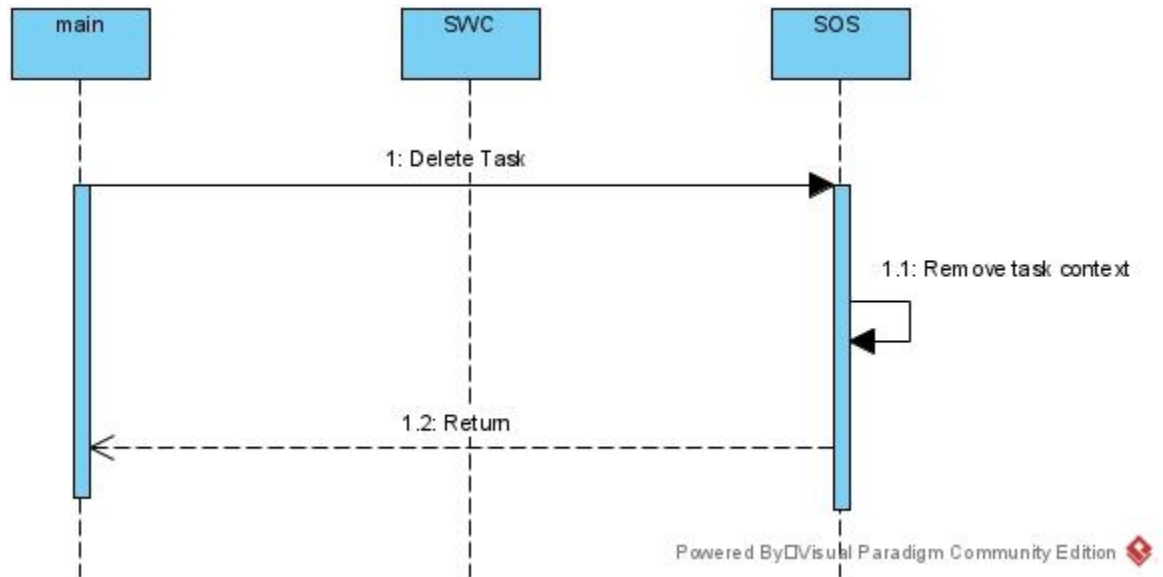 main
SWC
SOS
1: Delete Task
1.1: Remove task context
1.2: Return
Powered By□Visual Paradigm Community Edition